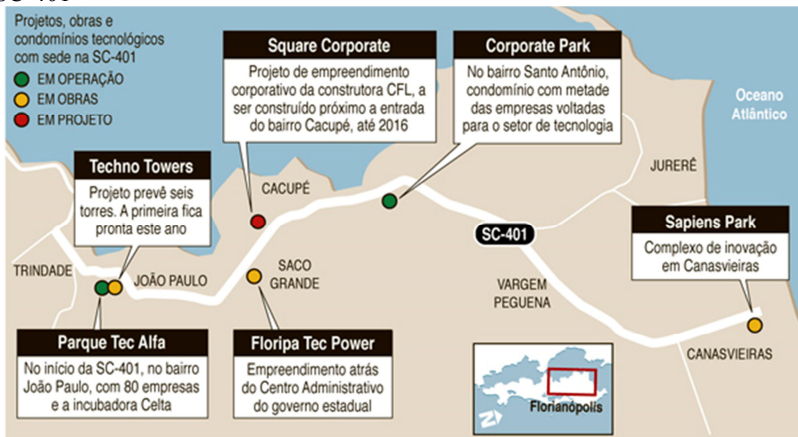 SC-401
Projetos, obras e
condomínios tecnológicos
com sede na SC-401
EM OPERAÇÃO
EM OBRAS
EM PROJETO
Square Corporate
Projeto de empreendimento
corporativo da construtora CFL, a
ser construído próximo a entrada
do bairro Cacupé, até 2016
Corporate Park
No bairro Santo Antônio,
condomínio com metade
das empresas voltadas
para o setor de tecnologia
Oceano
Atlântico
Techno Towers
Projeto prevê seis
torres. A primeira fica
pronta este ano
CACUPÉ
JURERÊ
Sapiens Park
Complexo de inovação
em Canasvieiras
SC-401
TRINDADE
JOÃO PAULO
SACO
GRANDE
VARGEM
PEGUENA
CANASVIEIRAS
Parque Tec Alfa
No início da SC-401, no bairro
João Paulo, com 80 empresas
e a incubadora Celta
Floripa Tec Power
Empreendimento atrás
do Centro Administrativo
do governo estadual
Florianópolis
N